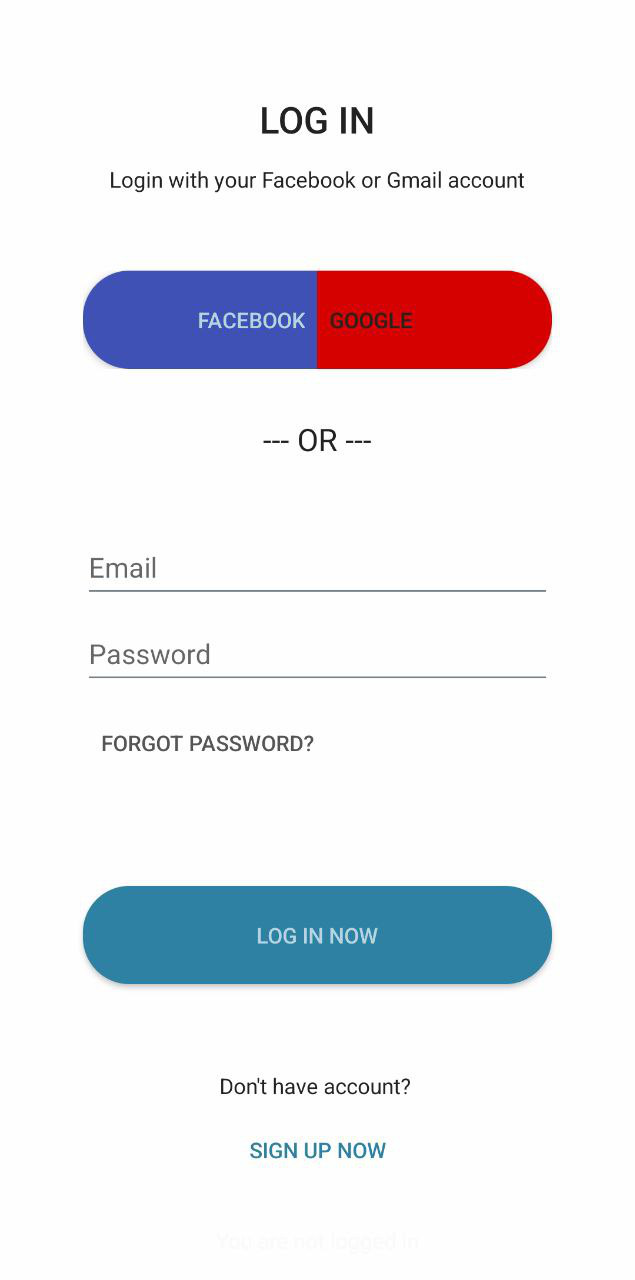 LOG IN
Login with your Facebook or Gmail account
FACEBOOK GOOGLE
--- OR ---
Email
Password
FORGOT PASSWORD?
LOG IN NOW
Don't have account?
SIGN UP NOW
You are not logged in